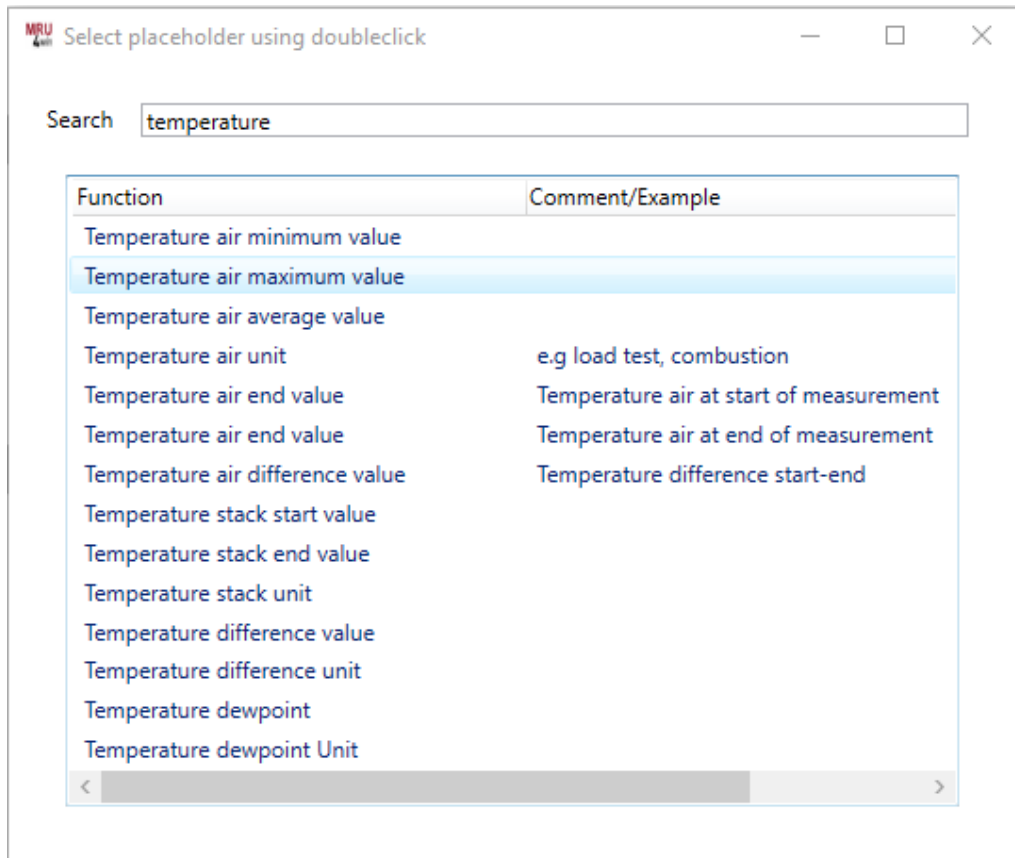 MRU 4win Select placeholder using doubleclick
Search temperature
Function Comment/Example
Temperature air minimum value
Temperature air maximum value
Temperature air average value
Temperature air unit e.g load test, combustion
Temperature air end value Temperature air at start of measurement
Temperature air end value Temperature air at end of measurement
Temperature air difference value Temperature difference start-end
Temperature stack start value
Temperature stack end value
Temperature stack unit
Temperature difference value
Temperature difference unit
Temperature dewpoint
Temperature dewpoint Unit